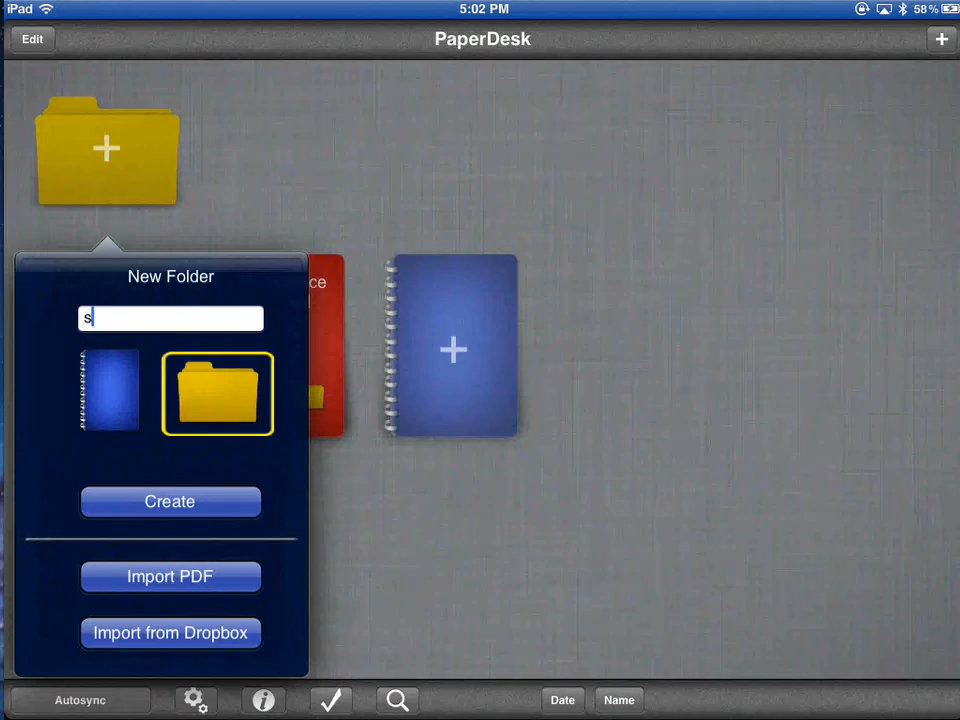 iPad 5:02 PM 58%
Edit PaperDesk +
New Folder
s
ce
Create
Import PDF
Import from Dropbox
Autosync Date Name